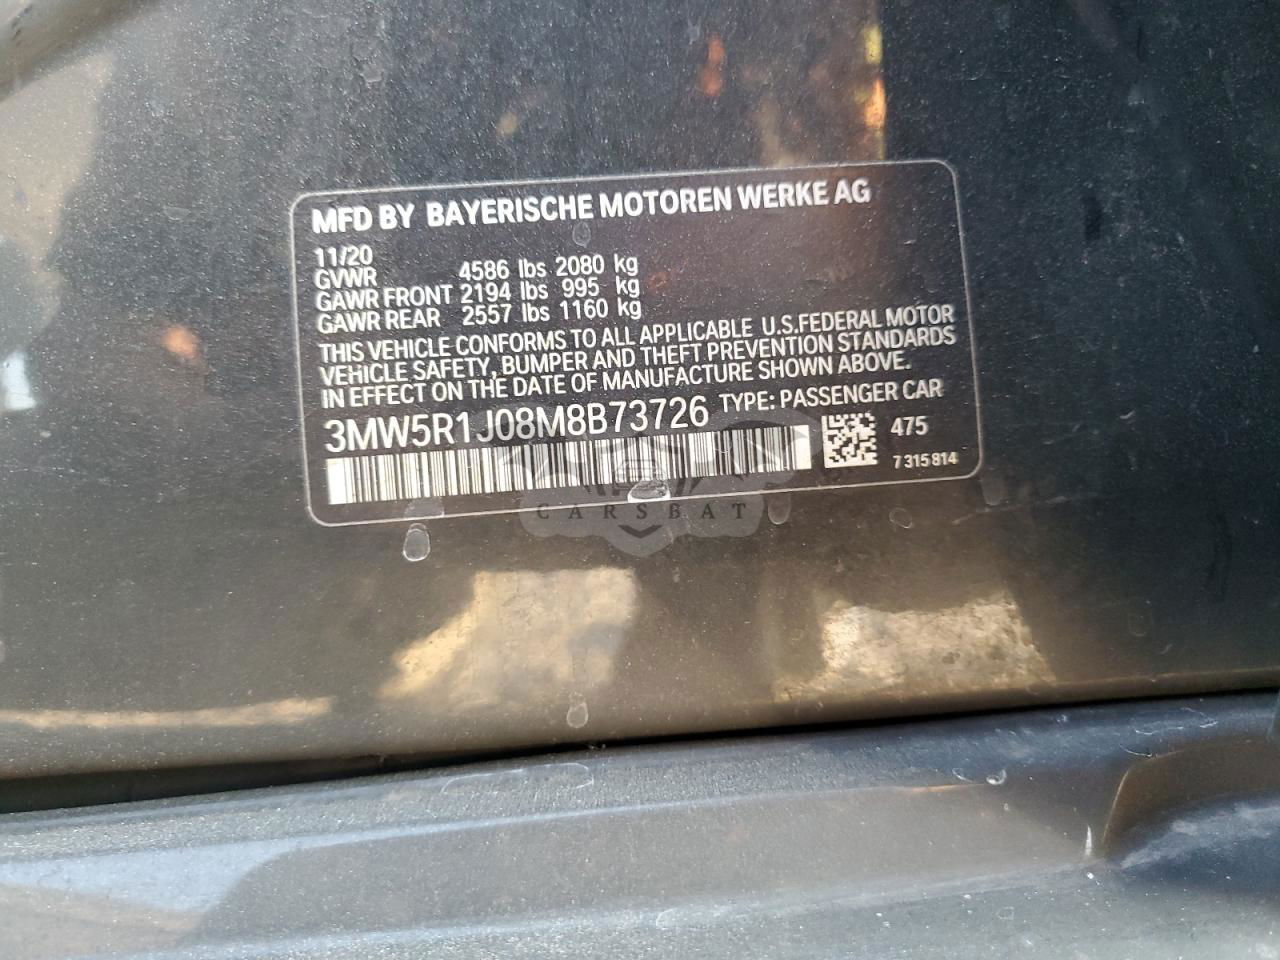 MFD BY BAYERISCHE MOTOREN WERKE AG
11/20
GVWR 4586 lbs 2080 kg
GAWR FRONT 2194 lbs 995 kg
GAWR REAR 2557 lbs 1160 kg
THIS VEHICLE CONFORMS TO ALL APPLICABLE U.S.FEDERAL MOTOR
VEHICLE SAFETY, BUMPER AND THEFT PREVENTION STANDARDS
IN EFFECT ON THE DATE OF MANUFACTURE SHOWN ABOVE.
3MW5R1J08M8B73726 TYPE: PASSENGER CAR
475
7 315 814
CARSBAT